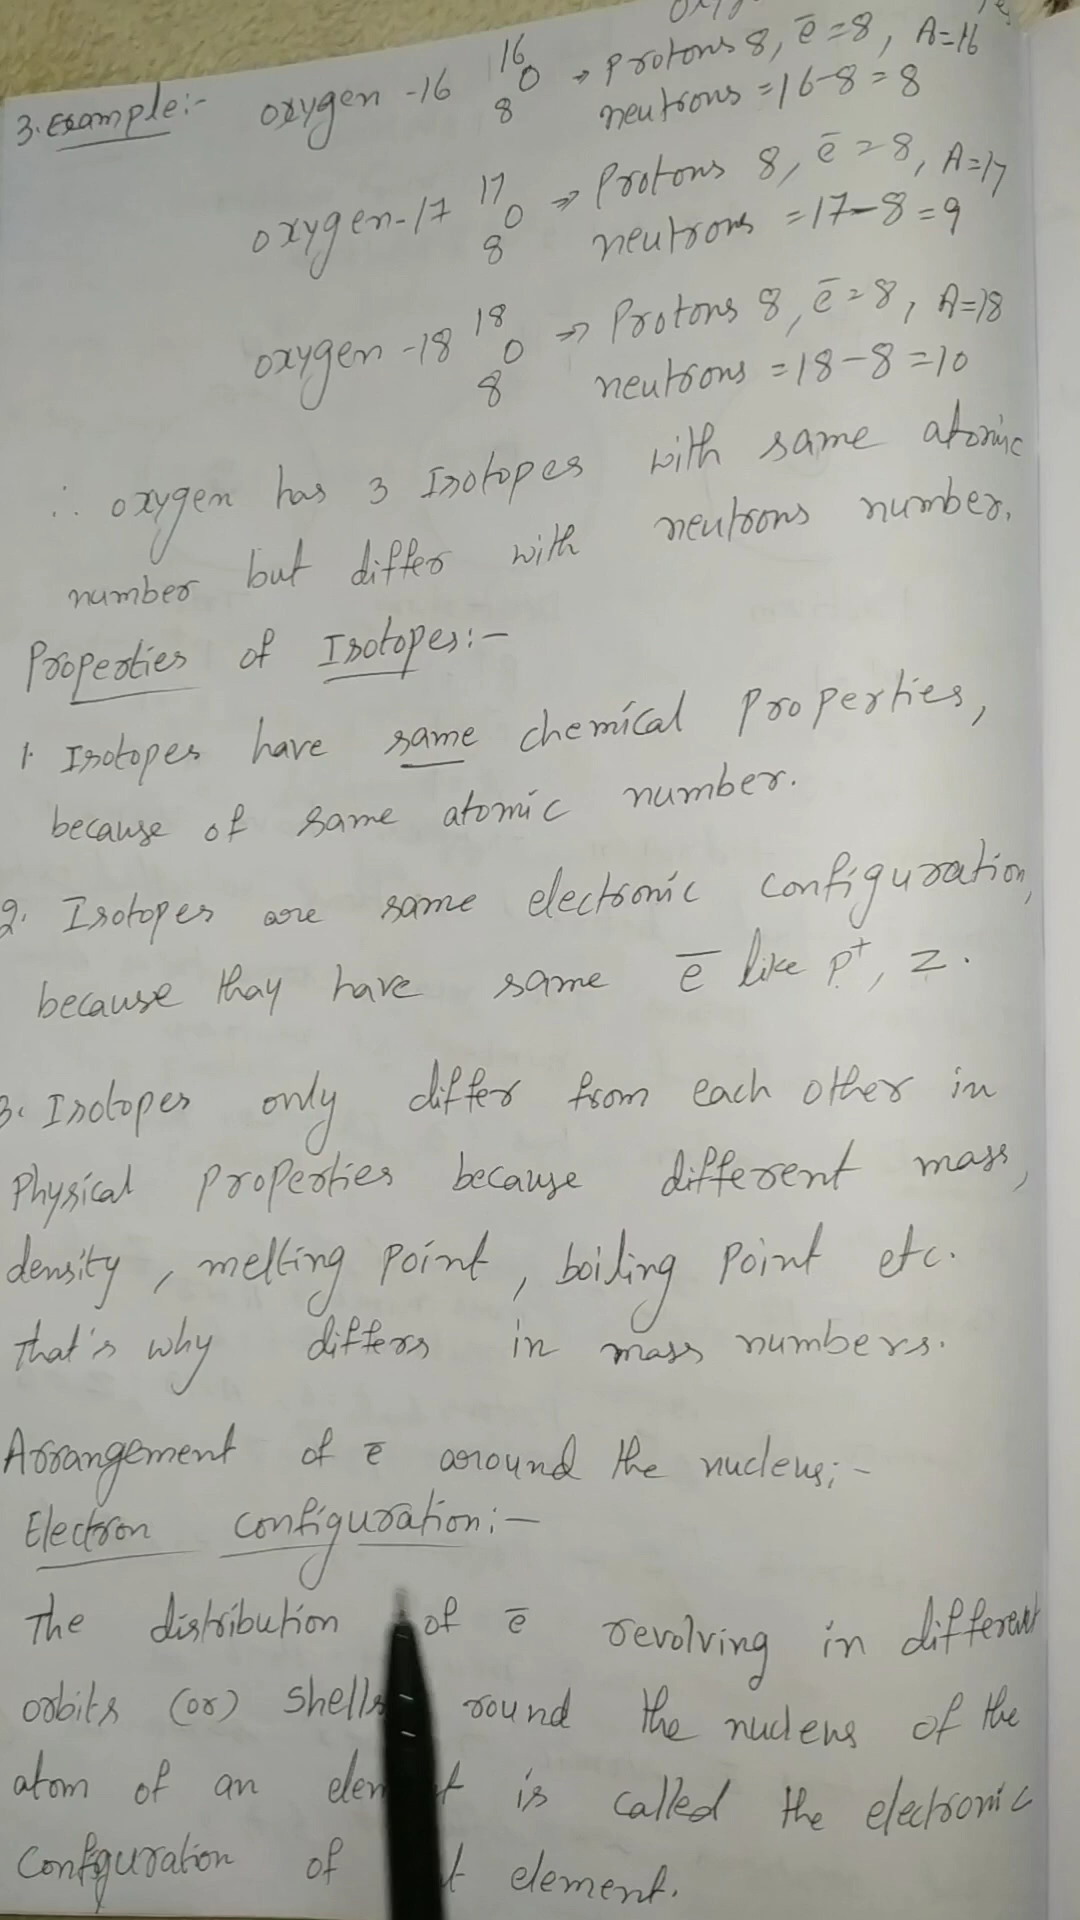 3. Example:- oxygen -16 16 8 O → Protons 8, ē=8, A=16
neutrons = 16-8 = 8
oxygen-17 17 8 O ⇒ Protons 8, ē=8, A=17
neutrons = 17-8=9
oxygen -18 18 8 O ⇒ Protons 8, ē=8, A=18
neutrons =18-8=10
∴ oxygen has 3 Isotopes with same atomic
number but differ with neutrons number.
Properties of Isotopes:-
1. Isotopes have same chemical properties,
because of same atomic number.
2. Isotopes are same electronic configuration,
because thay have same ē like p+, z.
3. Isotopes only differ from each other in
Physical properties because different mass,
density, melting point, boiling point etc.
that's why differs in mass numbers.
Arrangement of ē around the nucleus:-
Electron configuration:-
The distribution of ē revolving in different
orbits (or) shells round the nucleus of the
atom of an is called the electronic
configuration of element.